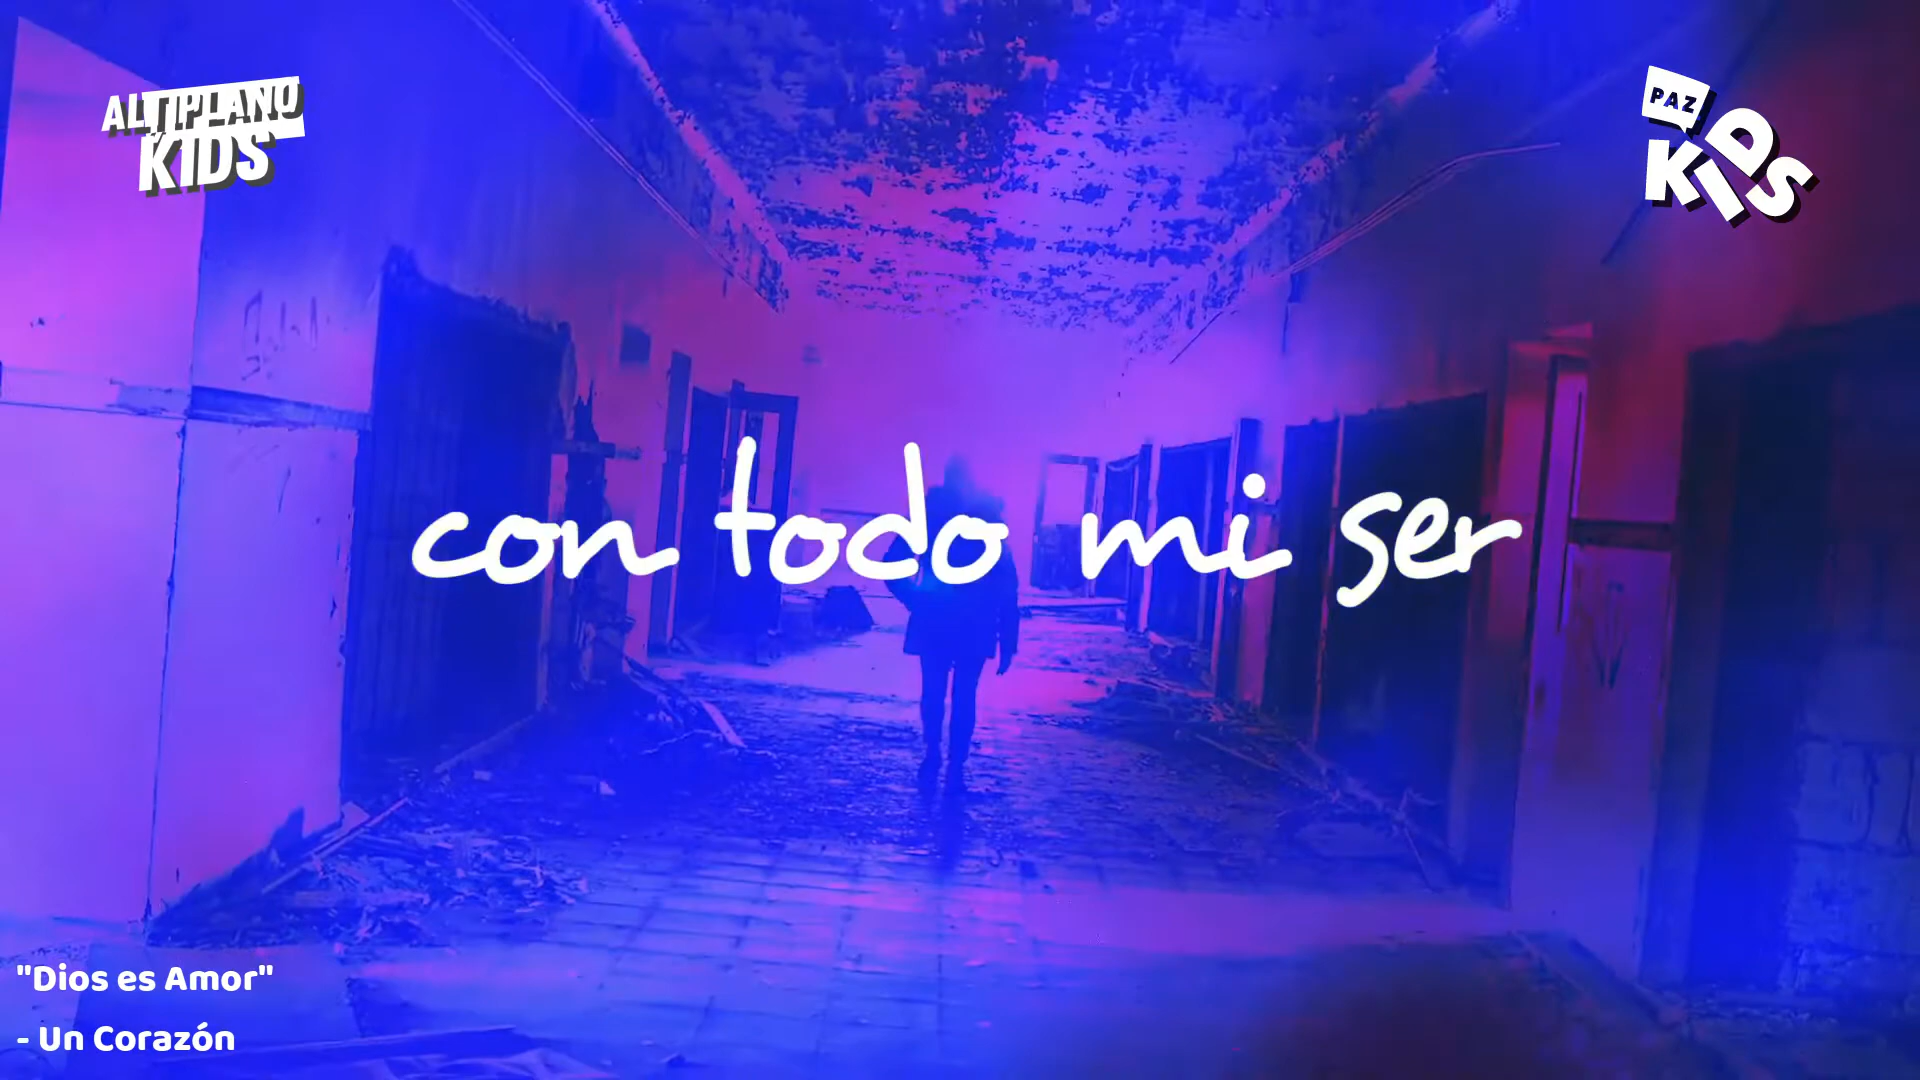 ALTIPLANO
KIDS
PAZ
KIDS
con todo mi ser
"Dios es Amor"
- Un Corazón